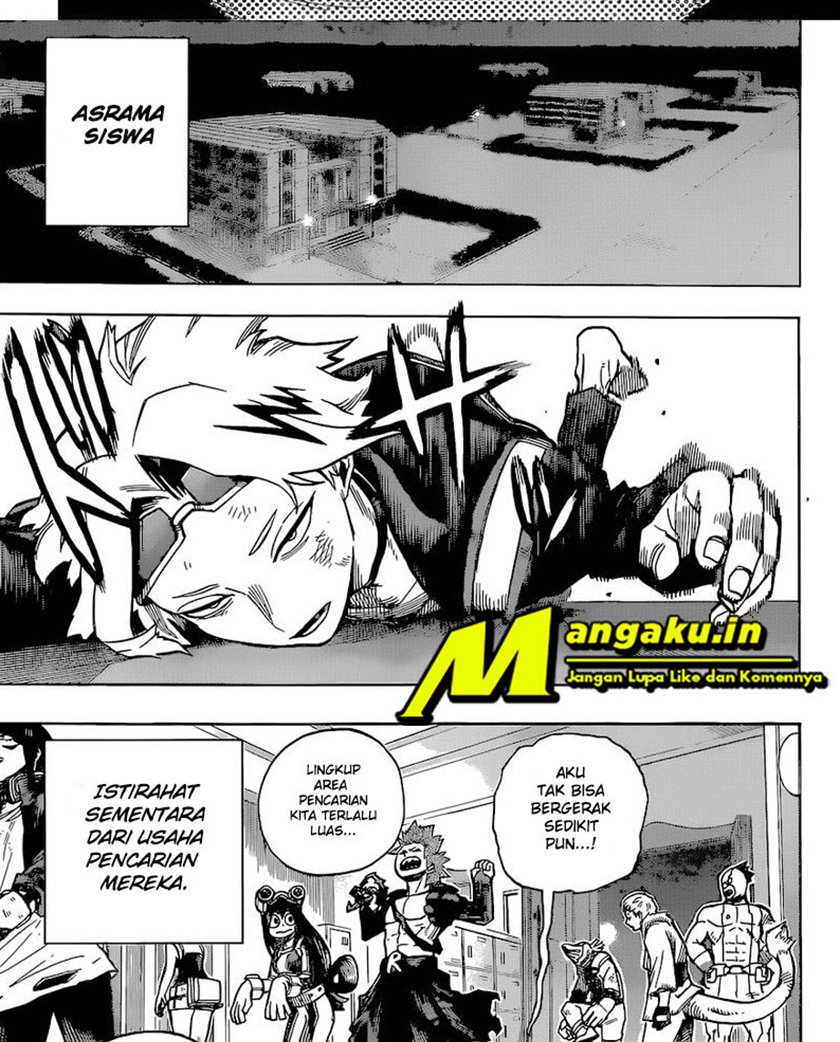 ASRAMA
SISWA
Mangaku.in
Jangan Lupa Like dan Komennya
ISTIRAHAT
SEMENTARA
DARI USAHA
PENCARIAN
MEREKA.
LINGKUP
AREA
PENCARIAN
KITA TERLALU
LUAS...
AKU
TAK BISA
BERGERAK
SEDIKIT
PUN...!
R